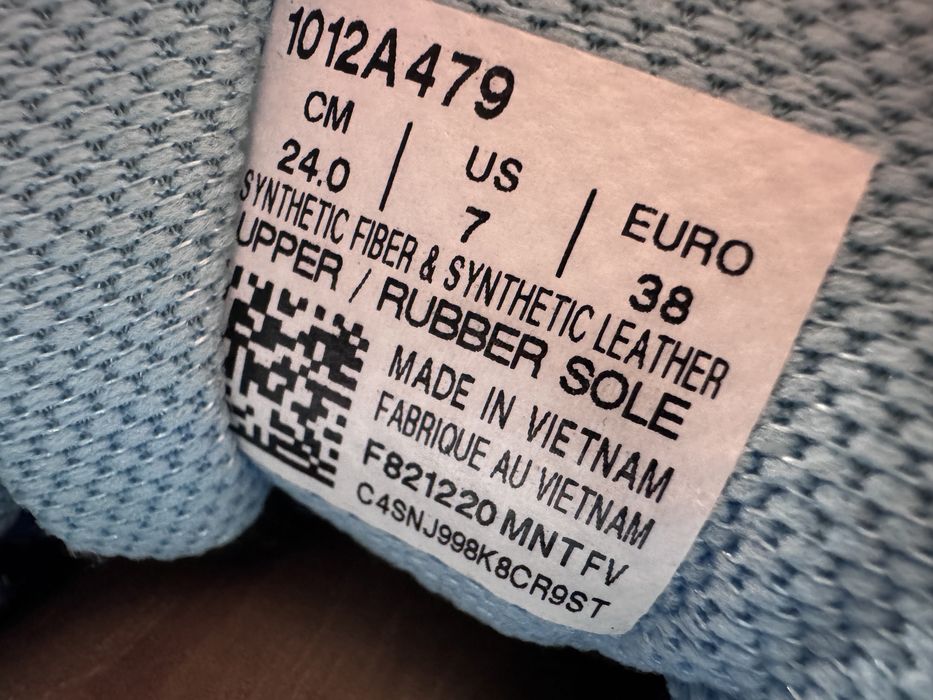 1012A479
CM | US | EURO
24.0 | 7 | 38
SYNTHETIC FIBER & SYNTHETIC LEATHER
UPPER / RUBBER SOLE
MADE IN VIETNAM
FABRIQUE AU VIETNAM
F821220 MNT FV
C4SNJ998K8CR9ST